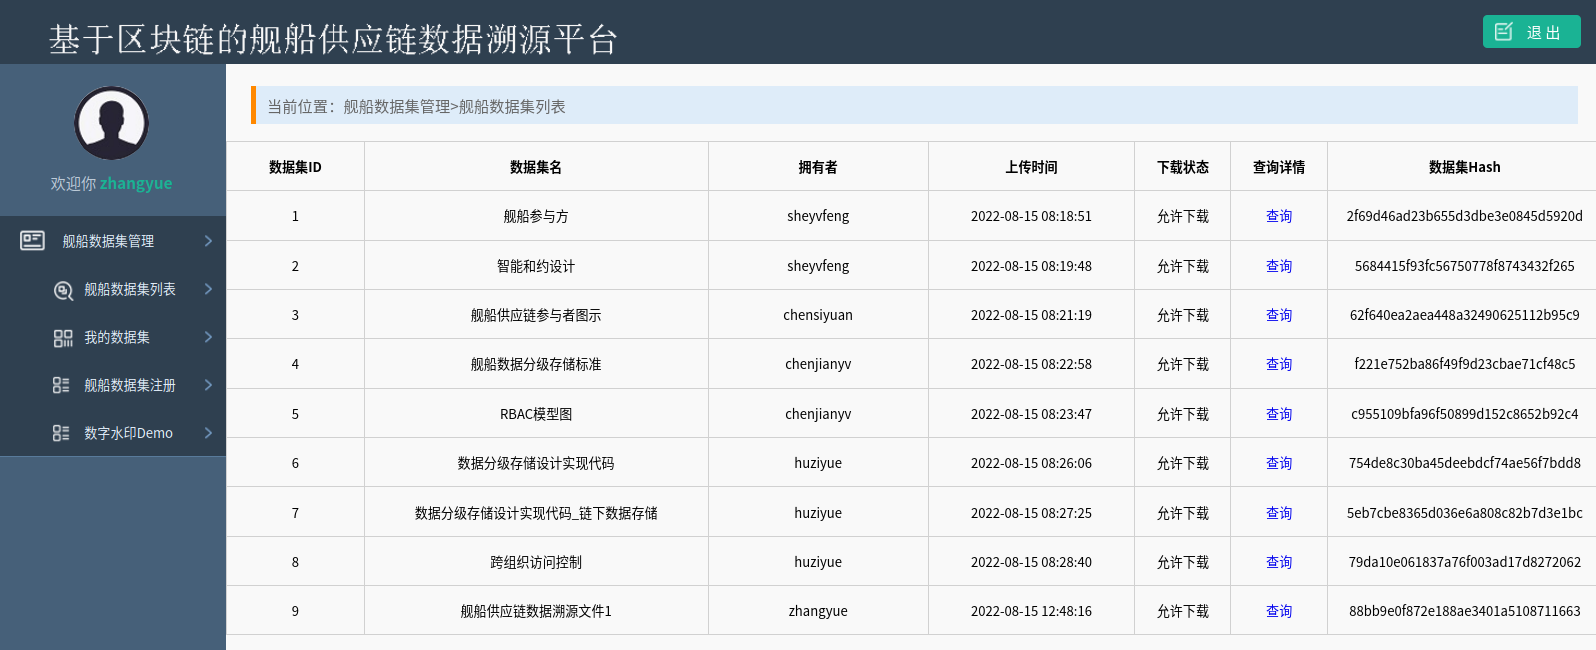 基于区块链的舰船供应链数据溯源平台
退 出
欢迎你 zhangyue
舰船数据集管理
舰船数据集列表
我的数据集
舰船数据集注册
数字水印Demo
当前位置：舰船数据集管理>舰船数据集列表
数据集ID 数据集名 拥有者 上传时间 下载状态 查询详情 数据集Hash
1 舰船参与方 sheyvfeng 2022-08-15 08:18:51 允许下载 查询 2f69d46ad23b655d3dbe3e0845d5920d
2 智能和约设计 sheyvfeng 2022-08-15 08:19:48 允许下载 查询 5684415f93fc56750778f8743432f265
3 舰船供应链参与者图示 chensiyuan 2022-08-15 08:21:19 允许下载 查询 62f640ea2aea448a32490625112b95c9
4 舰船数据分级存储标准 chenjianyv 2022-08-15 08:22:58 允许下载 查询 f221e752ba86f49f9d23cbae71cf48c5
5 RBAC模型图 chenjianyv 2022-08-15 08:23:47 允许下载 查询 c955109bfa96f50899d152c8652b92c4
6 数据分级存储设计实现代码 huziyue 2022-08-15 08:26:06 允许下载 查询 754de8c30ba45deebdcf74ae56f7bdd8
7 数据分级存储设计实现代码_链下数据存储 huziyue 2022-08-15 08:27:25 允许下载 查询 5eb7cbe8365d036e6a808c82b7d3e1bc
8 跨组织访问控制 huziyue 2022-08-15 08:28:40 允许下载 查询 79da10e061837a76f003ad17d8272062
9 舰船供应链数据溯源文件1 zhangyue 2022-08-15 12:48:16 允许下载 查询 88bb9e0f872e188ae3401a5108711663